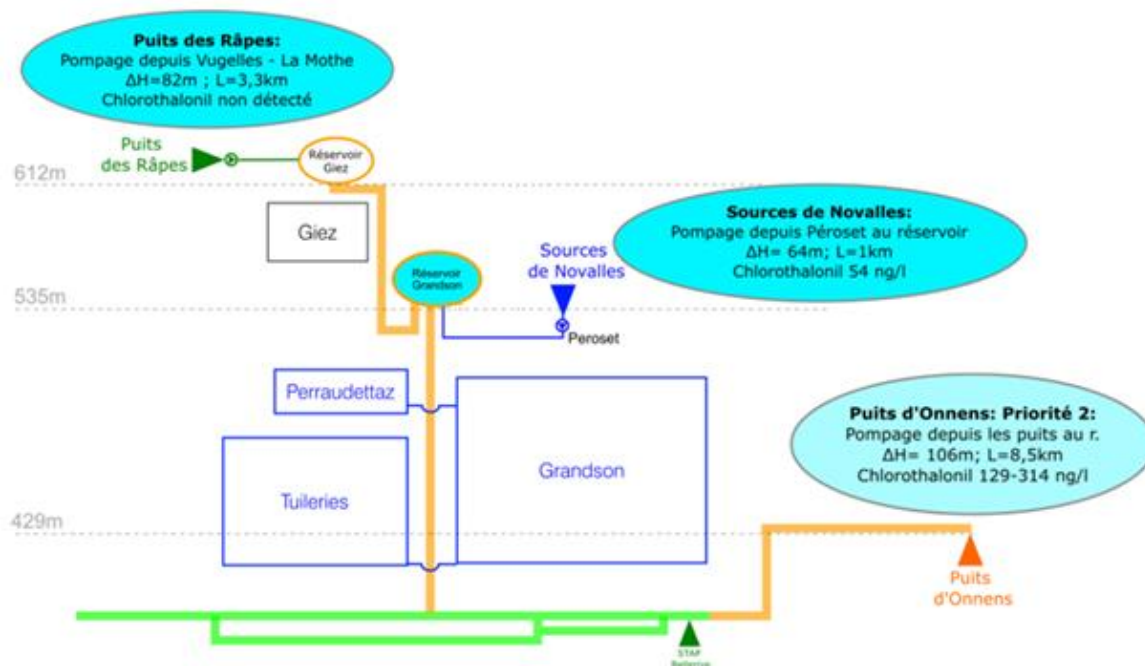 Puits des Râpes:
Pompage depuis Vugelles - La Mothe
ΔH=82m ; L=3,3km
Chlorothalonil non détecté
Puits
des Râpes
Réservoir
Giez
612m
Giez
Sources de Novalles:
Pompage depuis Péroset au réservoir
ΔH= 64m; L=1km
Chlorothalonil 54 ng/l
Sources
de Novalles
Réservoir
Grandson
535m
Peroset
Perraudettaz
Puits d'Onnens: Priorité 2:
Pompage depuis les puits au r.
ΔH= 106m; L=8,5km
Chlorothalonil 129-314 ng/l
Grandson
Tuileries
429m
Puits
d'Onnens
STAP